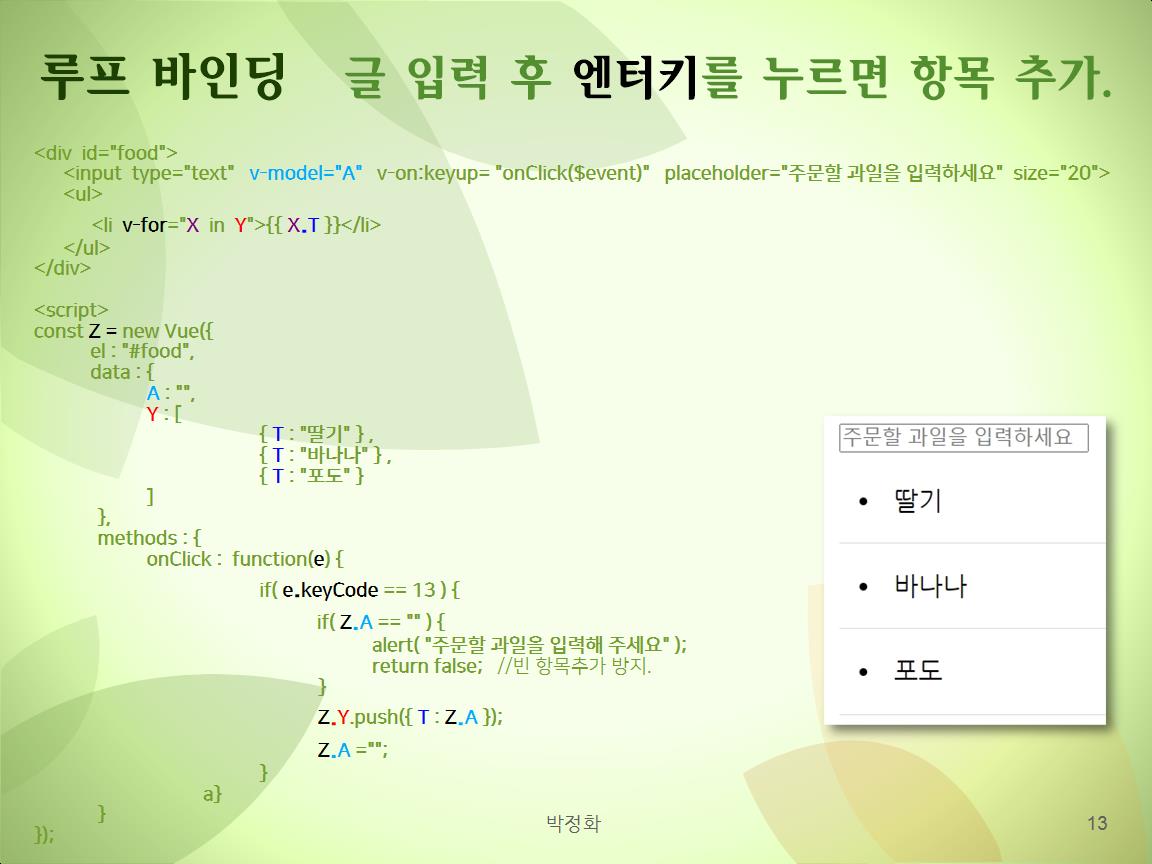 루프 바인딩 글 입력 후 엔터키를 누르면 항목 추가.
<div id="food">
<input type="text" v-model="A" v-on:keyup= "onClick($event)" placeholder="주문할 과일을 입력하세요" size="20">
<ul>
<li v-for="X in Y">{{ X.T }}</li>
</ul>
</div>
<script>
const Z = new Vue({
el : "#food",
data : {
A : "",
Y : [
{ T : "딸기" } ,
{ T : "바나나" } ,
{ T : "포도" }
]
},
methods : {
onClick : function(e) {
if( e.keyCode == 13 ) {
if( Z.A == "" ) {
alert( "주문할 과일을 입력해 주세요" );
return false; //빈 항목추가 방지.
}
Z.Y.push({ T : Z.A });
Z.A ="";
}
a}
}
});
주문할 과일을 입력하세요
• 딸기
• 바나나
• 포도
박정화
13